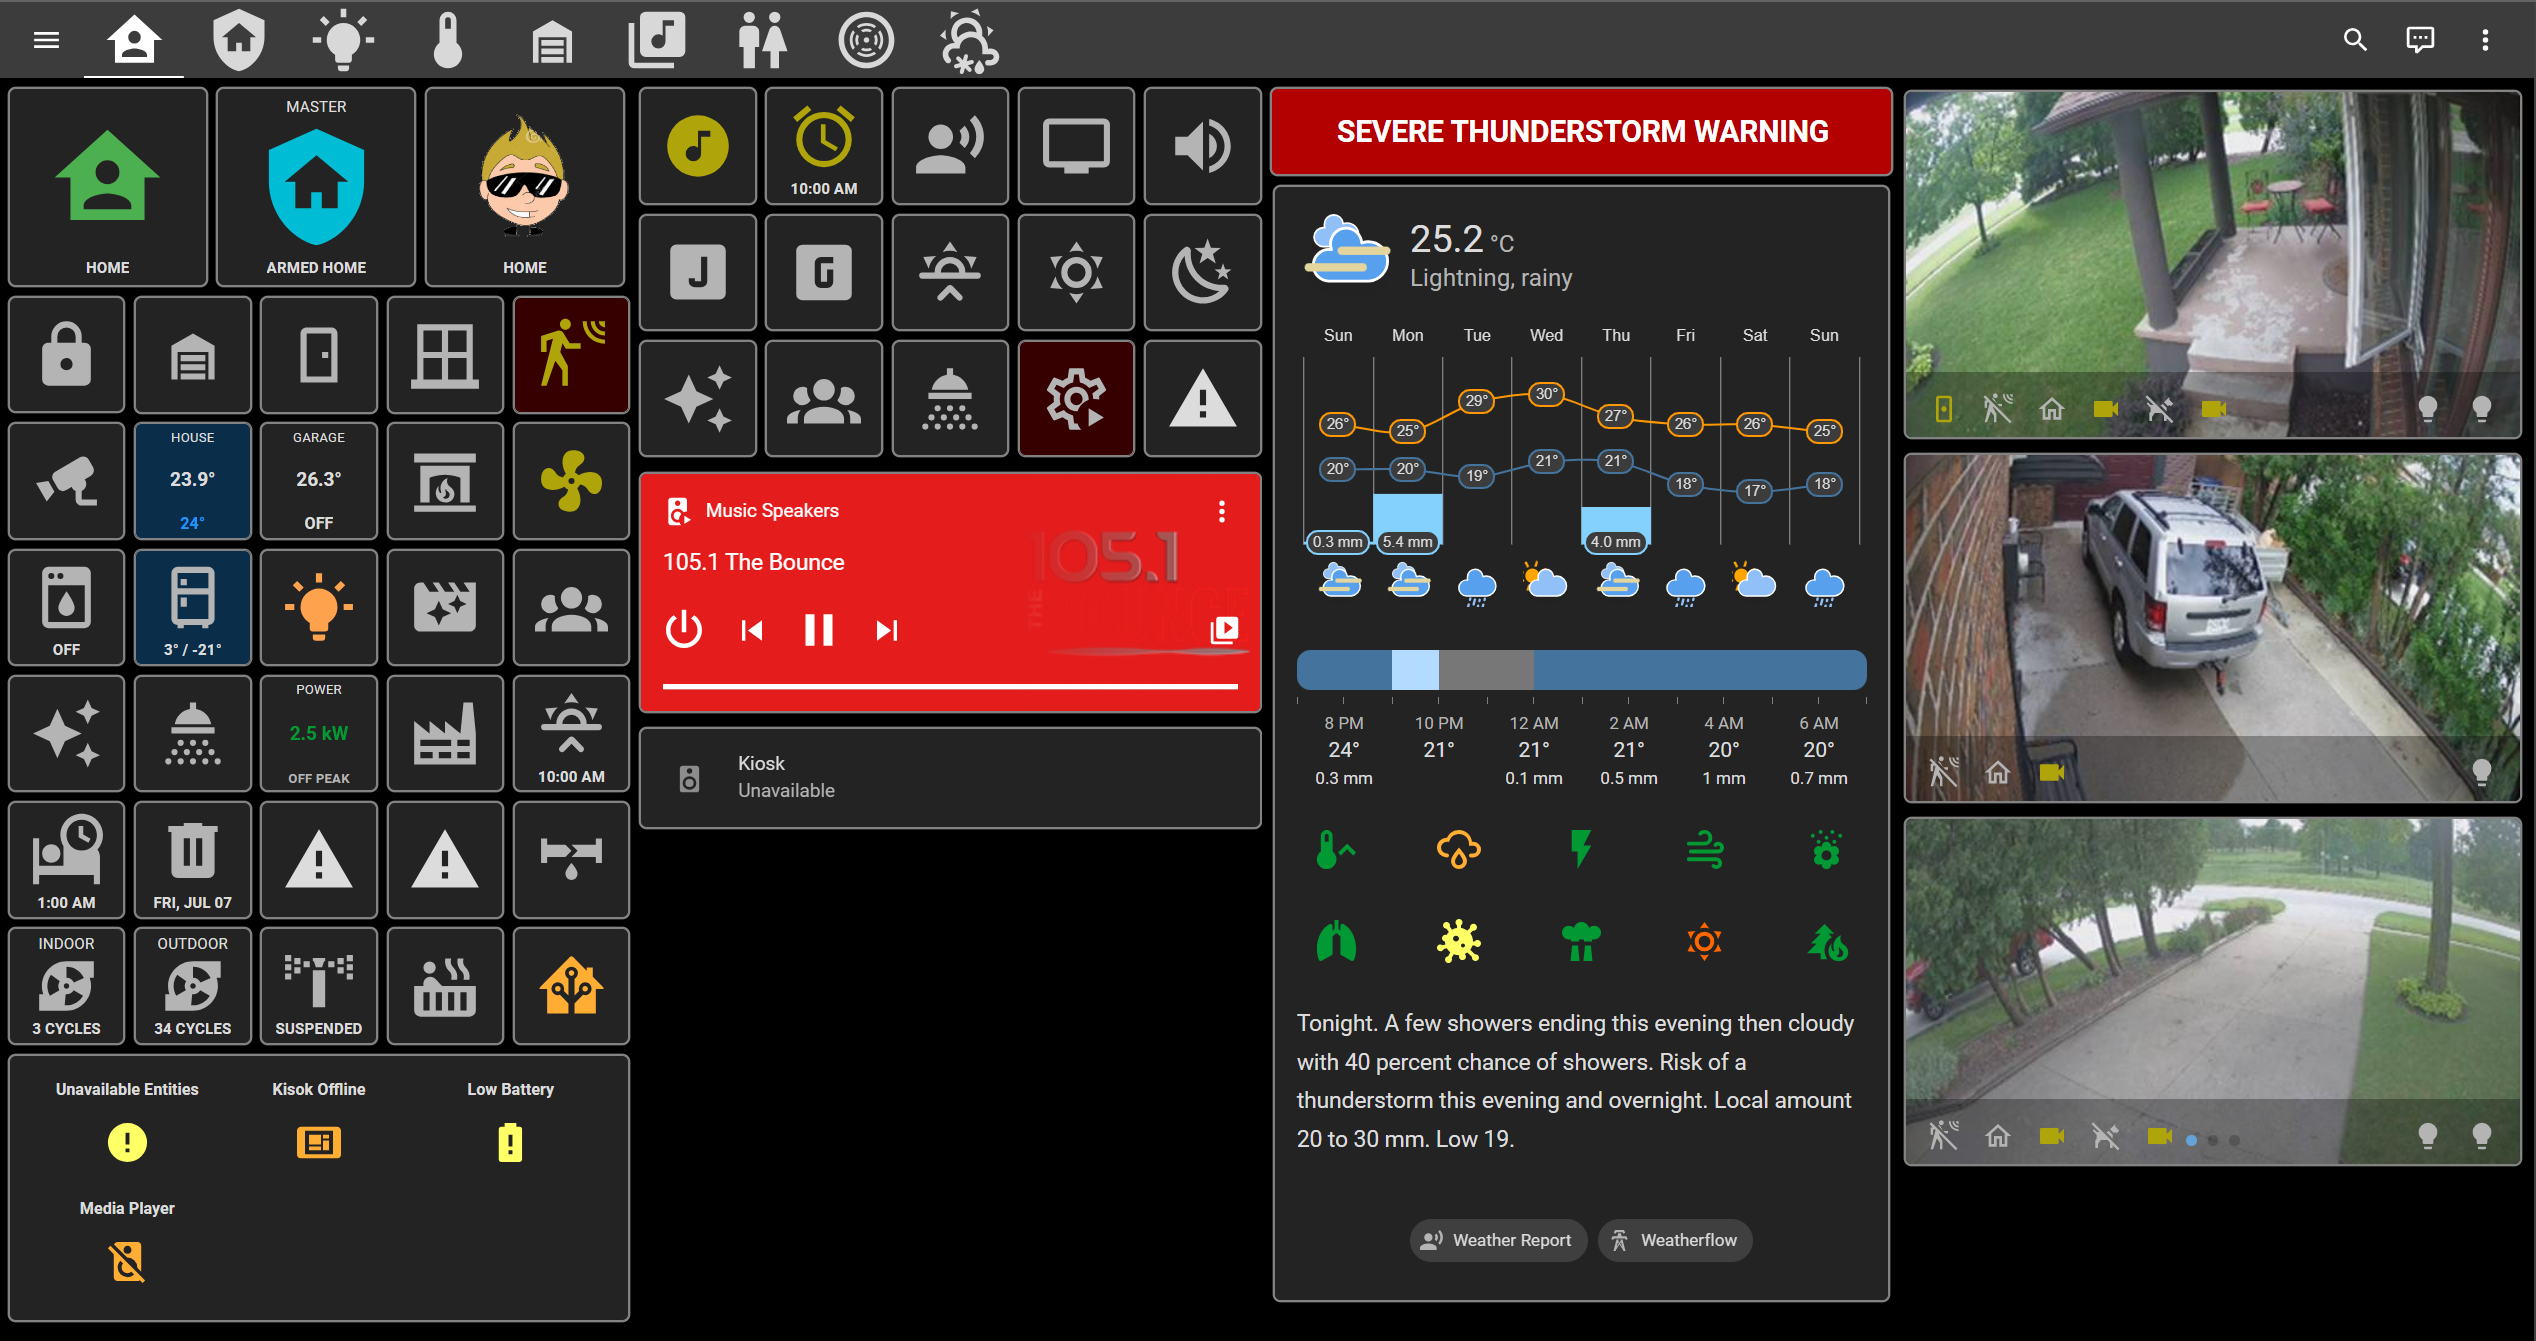 HOME
MASTER
ARMED HOME
HOME
HOUSE
23.9°
24°
GARAGE
26.3°
OFF
OFF
3° / -21°
POWER
2.5 kW
OFF PEAK
10:00 AM
1:00 AM
FRI, JUL 07
INDOOR
3 CYCLES
OUTDOOR
34 CYCLES
SUSPENDED
Unavailable Entities
Kisok Offline
Low Battery
Media Player
10:00 AM
J
G
Music Speakers
105.1 The Bounce
105.1
THE
Kiosk
Unavailable
SEVERE THUNDERSTORM WARNING
25.2 °C
Lightning, rainy
Sun Mon Tue Wed Thu Fri Sat Sun
26° 25° 29° 30° 27° 26° 26° 25°
20° 20° 19° 21° 21° 18° 17° 18°
0.3 mm 5.4 mm 4.0 mm
8 PM 10 PM 12 AM 2 AM 4 AM 6 AM
24° 21° 21° 21° 20° 20°
0.3 mm 0.1 mm 0.5 mm 1 mm 0.7 mm
Tonight. A few showers ending this evening then cloudy
with 40 percent chance of showers. Risk of a
thunderstorm this evening and overnight. Local amount
20 to 30 mm. Low 19.
Weather Report
Weatherflow